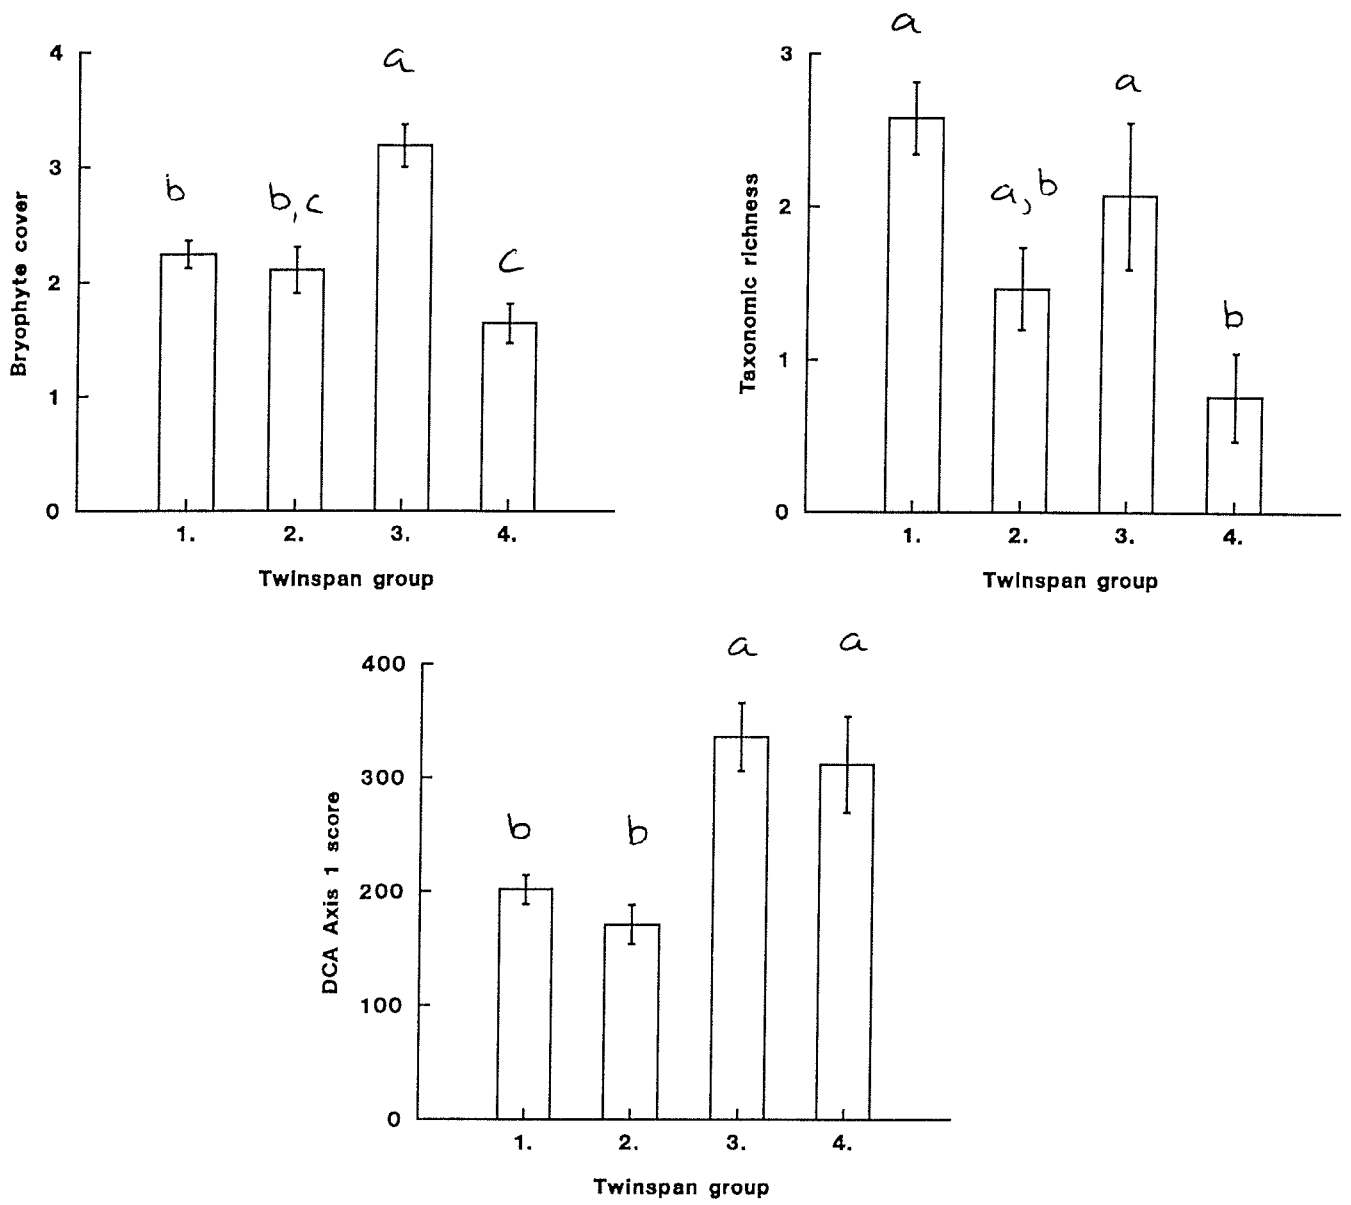 4
3
2
1
0
Bryophyte cover
b
b,c
a
c
1. 2. 3. 4.
Twinspan group
3
2
1
0
Taxonomic richness
a
a,b
a
b
1. 2. 3. 4.
Twinspan group
400
300
200
100
0
DCA Axis 1 score
b
b
a
a
1. 2. 3. 4.
Twinspan group